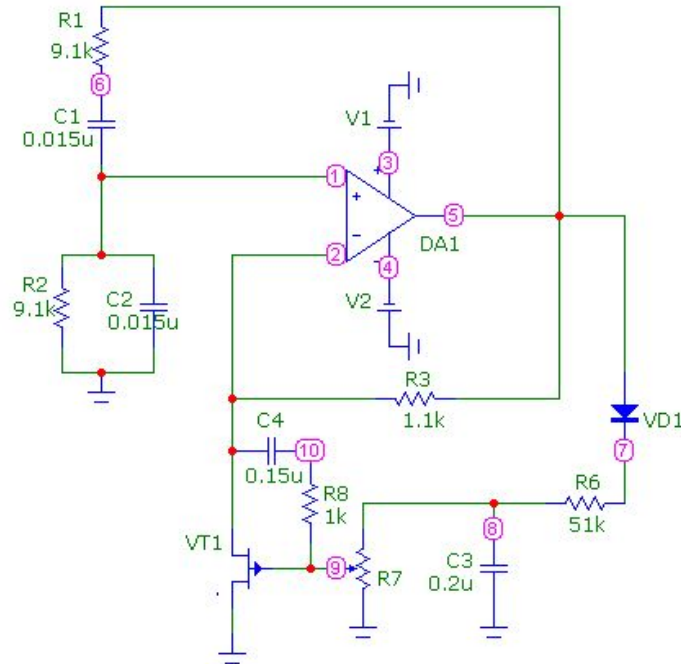 R1
9.1k
6
C1
0.015u
V1
3
1
+
+
5
-
DA1
2
-
4
R2
9.1k
C2
0.015u
V2
R3
1.1k
C4
10
0.15u
VD1
7
R8
1k
R6
51k
8
VT1
9
R7
C3
0.2u